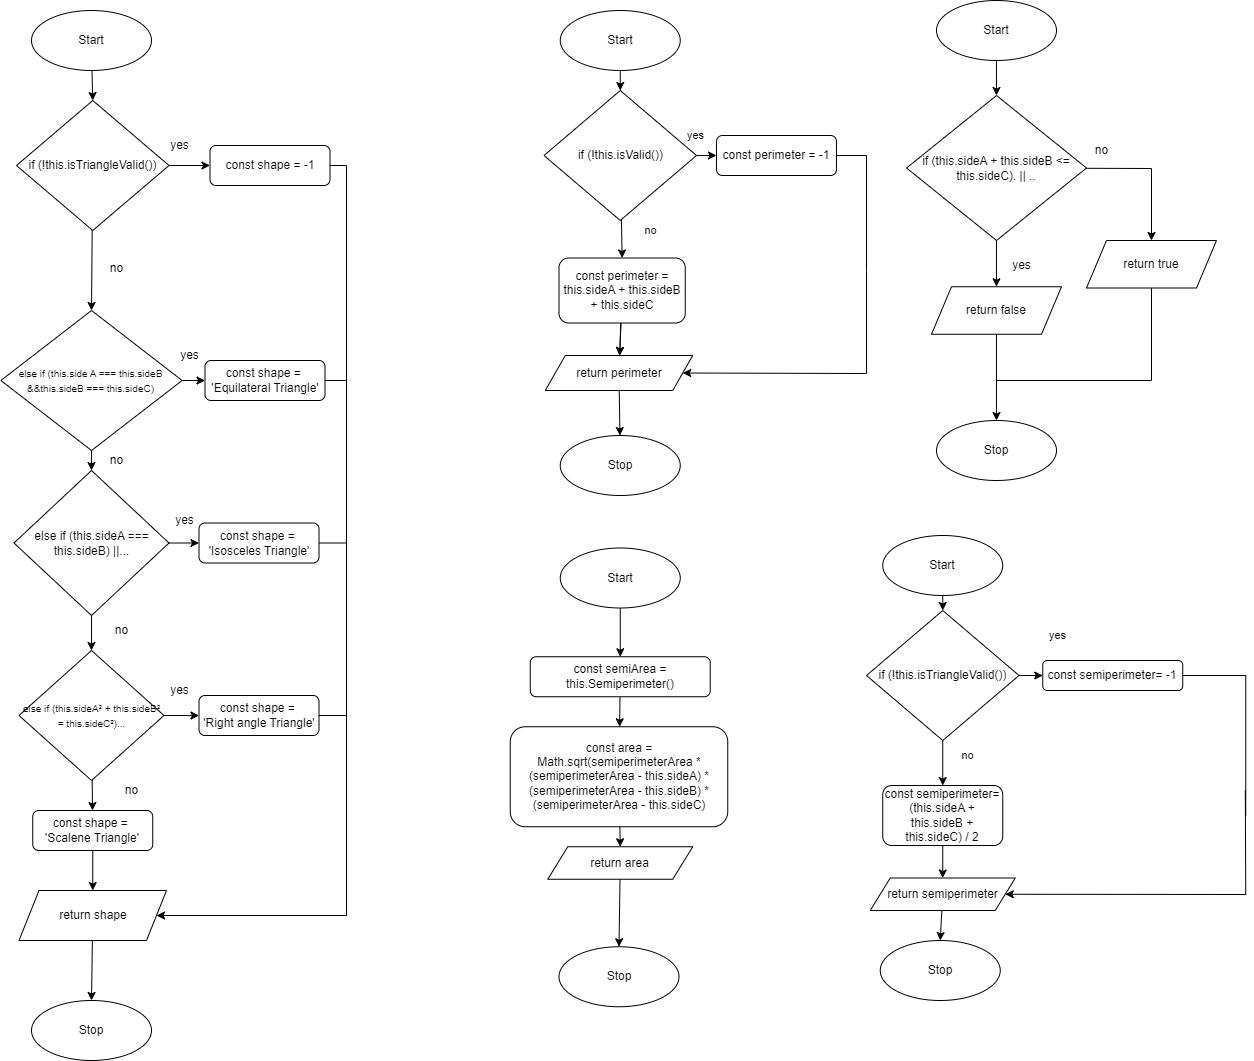 Start
if (!this.isTriangleValid())
yes
const shape = -1
no
else if (this.side A === this.sideB
&&this.sideB === this.sideC)
yes
const shape =
'Equilateral Triangle'
no
else if (this.sideA ===
this.sideB) ||...
yes
const shape =
'Isosceles Triangle'
no
else if (this.sideA² + this.sideB²
= this.sideC²)...
yes
const shape =
'Right angle Triangle'
no
const shape =
'Scalene Triangle'
return shape
Stop
Start
if (!this.isValid())
yes
const perimeter = -1
no
const perimeter =
this.sideA + this.sideB
+ this.sideC
return perimeter
Stop
Start
if (this.sideA + this.sideB <=
this.sideC). || ..
no
return true
yes
return false
Stop
Start
const semiArea =
this.Semiperimeter()
const area =
Math.sqrt(semiperimeterArea *
(semiperimeterArea - this.sideA) *
(semiperimeterArea - this.sideB) *
(semiperimeterArea - this.sideC)
return area
Stop
Start
if (!this.isTriangleValid())
yes
const semiperimeter= -1
no
const semiperimeter=
(this.sideA +
this.sideB +
this.sideC) / 2
return semiperimeter
Stop